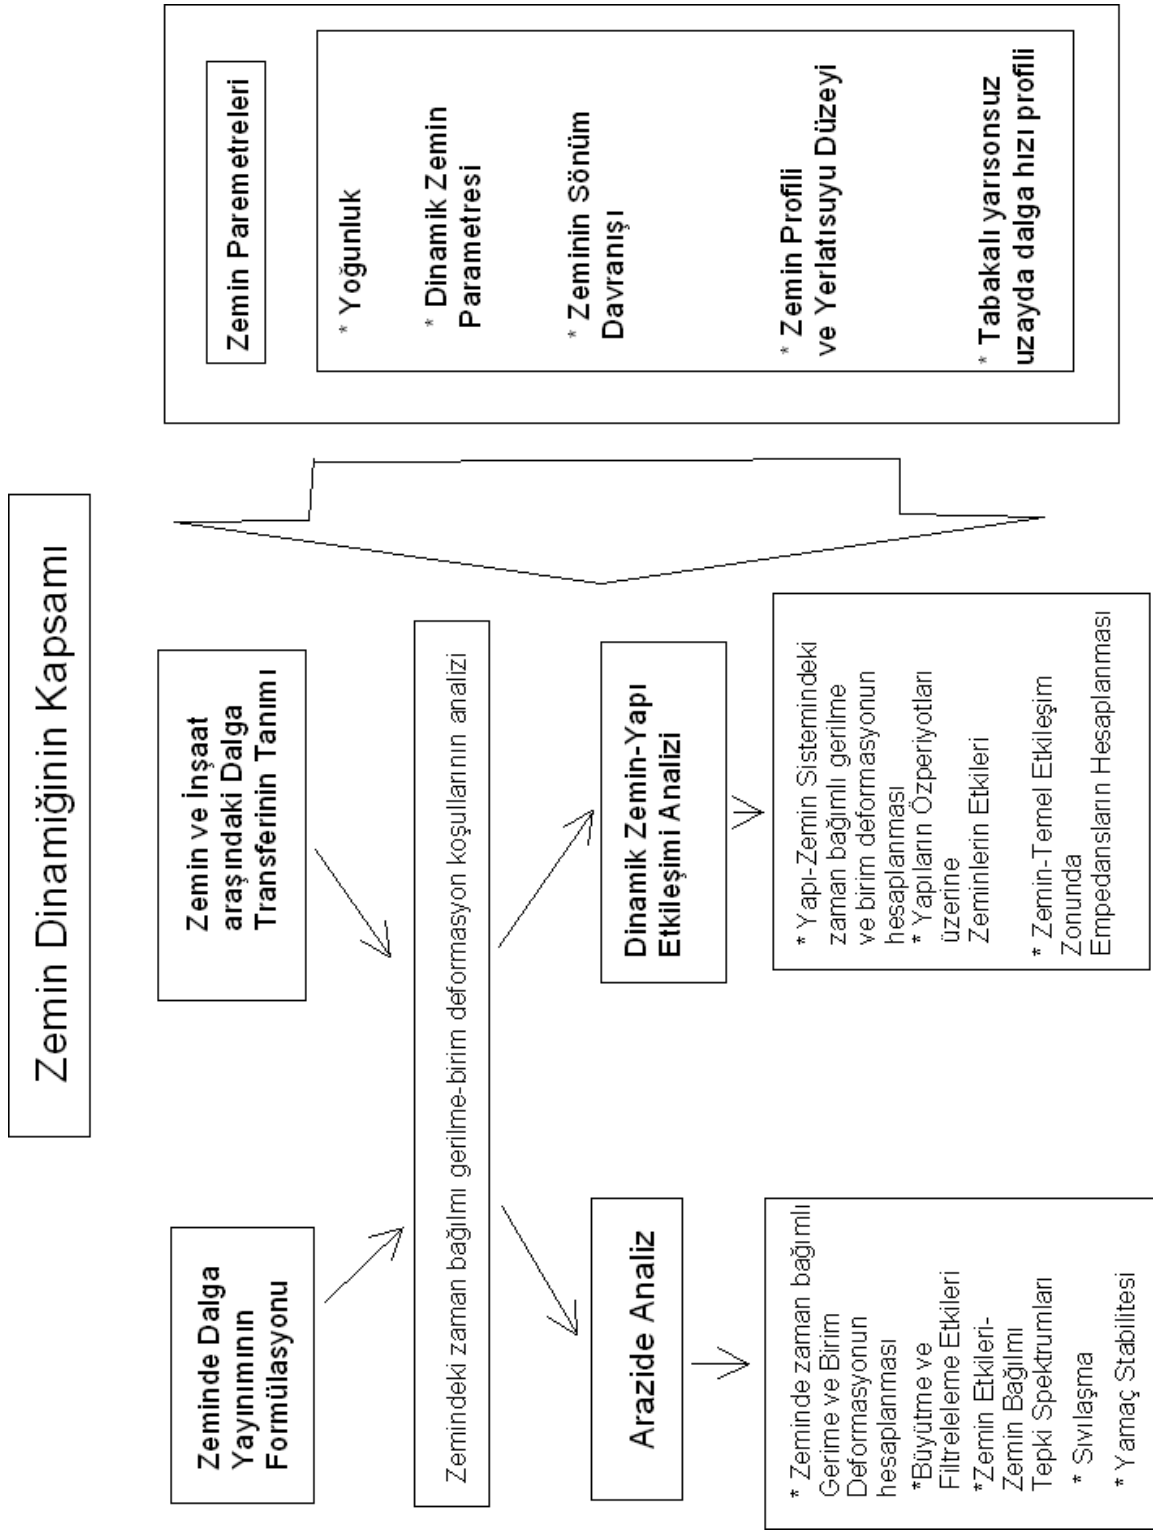 Zemin Dinamiğinin Kapsamı
Zeminde Dalga
Yayınımının
Formülasyonu
Zemin ve İnşaat
araşındaki Dalga
Transferinin Tanımı
Zemindeki zaman bağılmı gerilme-birim deformasyon koşullarının analizi
Arazide Analiz
Dinamik Zemin-Yapı
Etkileşimi Analizi
* Zeminde zaman bağımlı
Gerime ve Birim
Deformasyonun
hesaplanması
*Büyütme ve
Filtreleleme Etkileri
*Zemin Etkileri-
Zemin Bağılmı
Tepki Spektrumları
* Sıvılaşma
* Yamaç Stabilitesi
* Yapı-Zemin Sistemindeki
zaman bağımlı gerilme
ve birim deformasyonun
hesaplanması
* Yapıların Özperiyotları
üzerine
Zeminlerin Etkileri
* Zemin-Temel Etkileşim
Zonunda
Empedansların Hesaplanması
Zemin Paremetreleri
* Yoğunluk
* Dinamik Zemin
Parametresi
* Zeminin Sönüm
Davranışı
* Zemin Profili
ve Yerlatısuyu Düzeyi
* Tabakalı yarısonsuz
uzayda dalga hızı profili